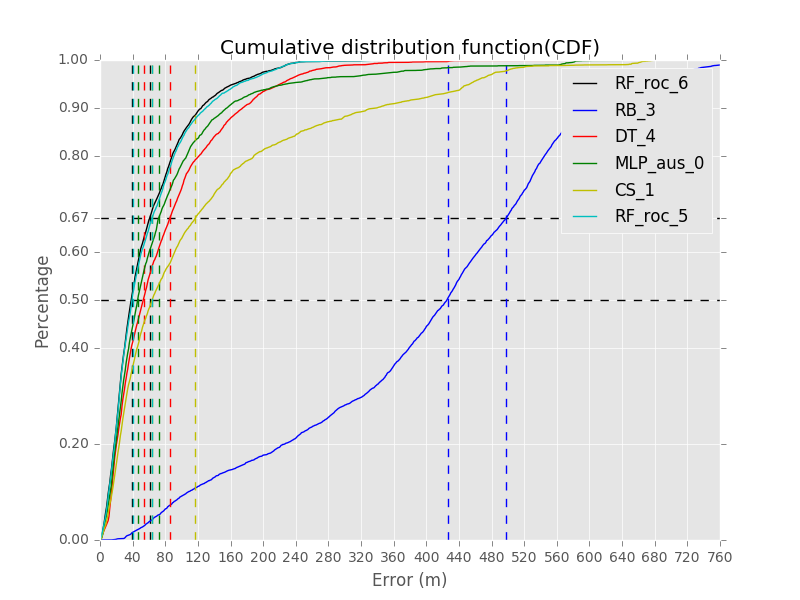 Cumulative distribution function(CDF)
1.00
0.90
0.80
0.67
0.60
0.50
0.40
0.20
0.00
Percentage
RF_roc_6
RB_3
DT_4
MLP_aus_0
CS_1
RF_roc_5
0 40 80 120 160 200 240 280 320 360 400 440 480 520 560 600 640 680 720 760
Error (m)